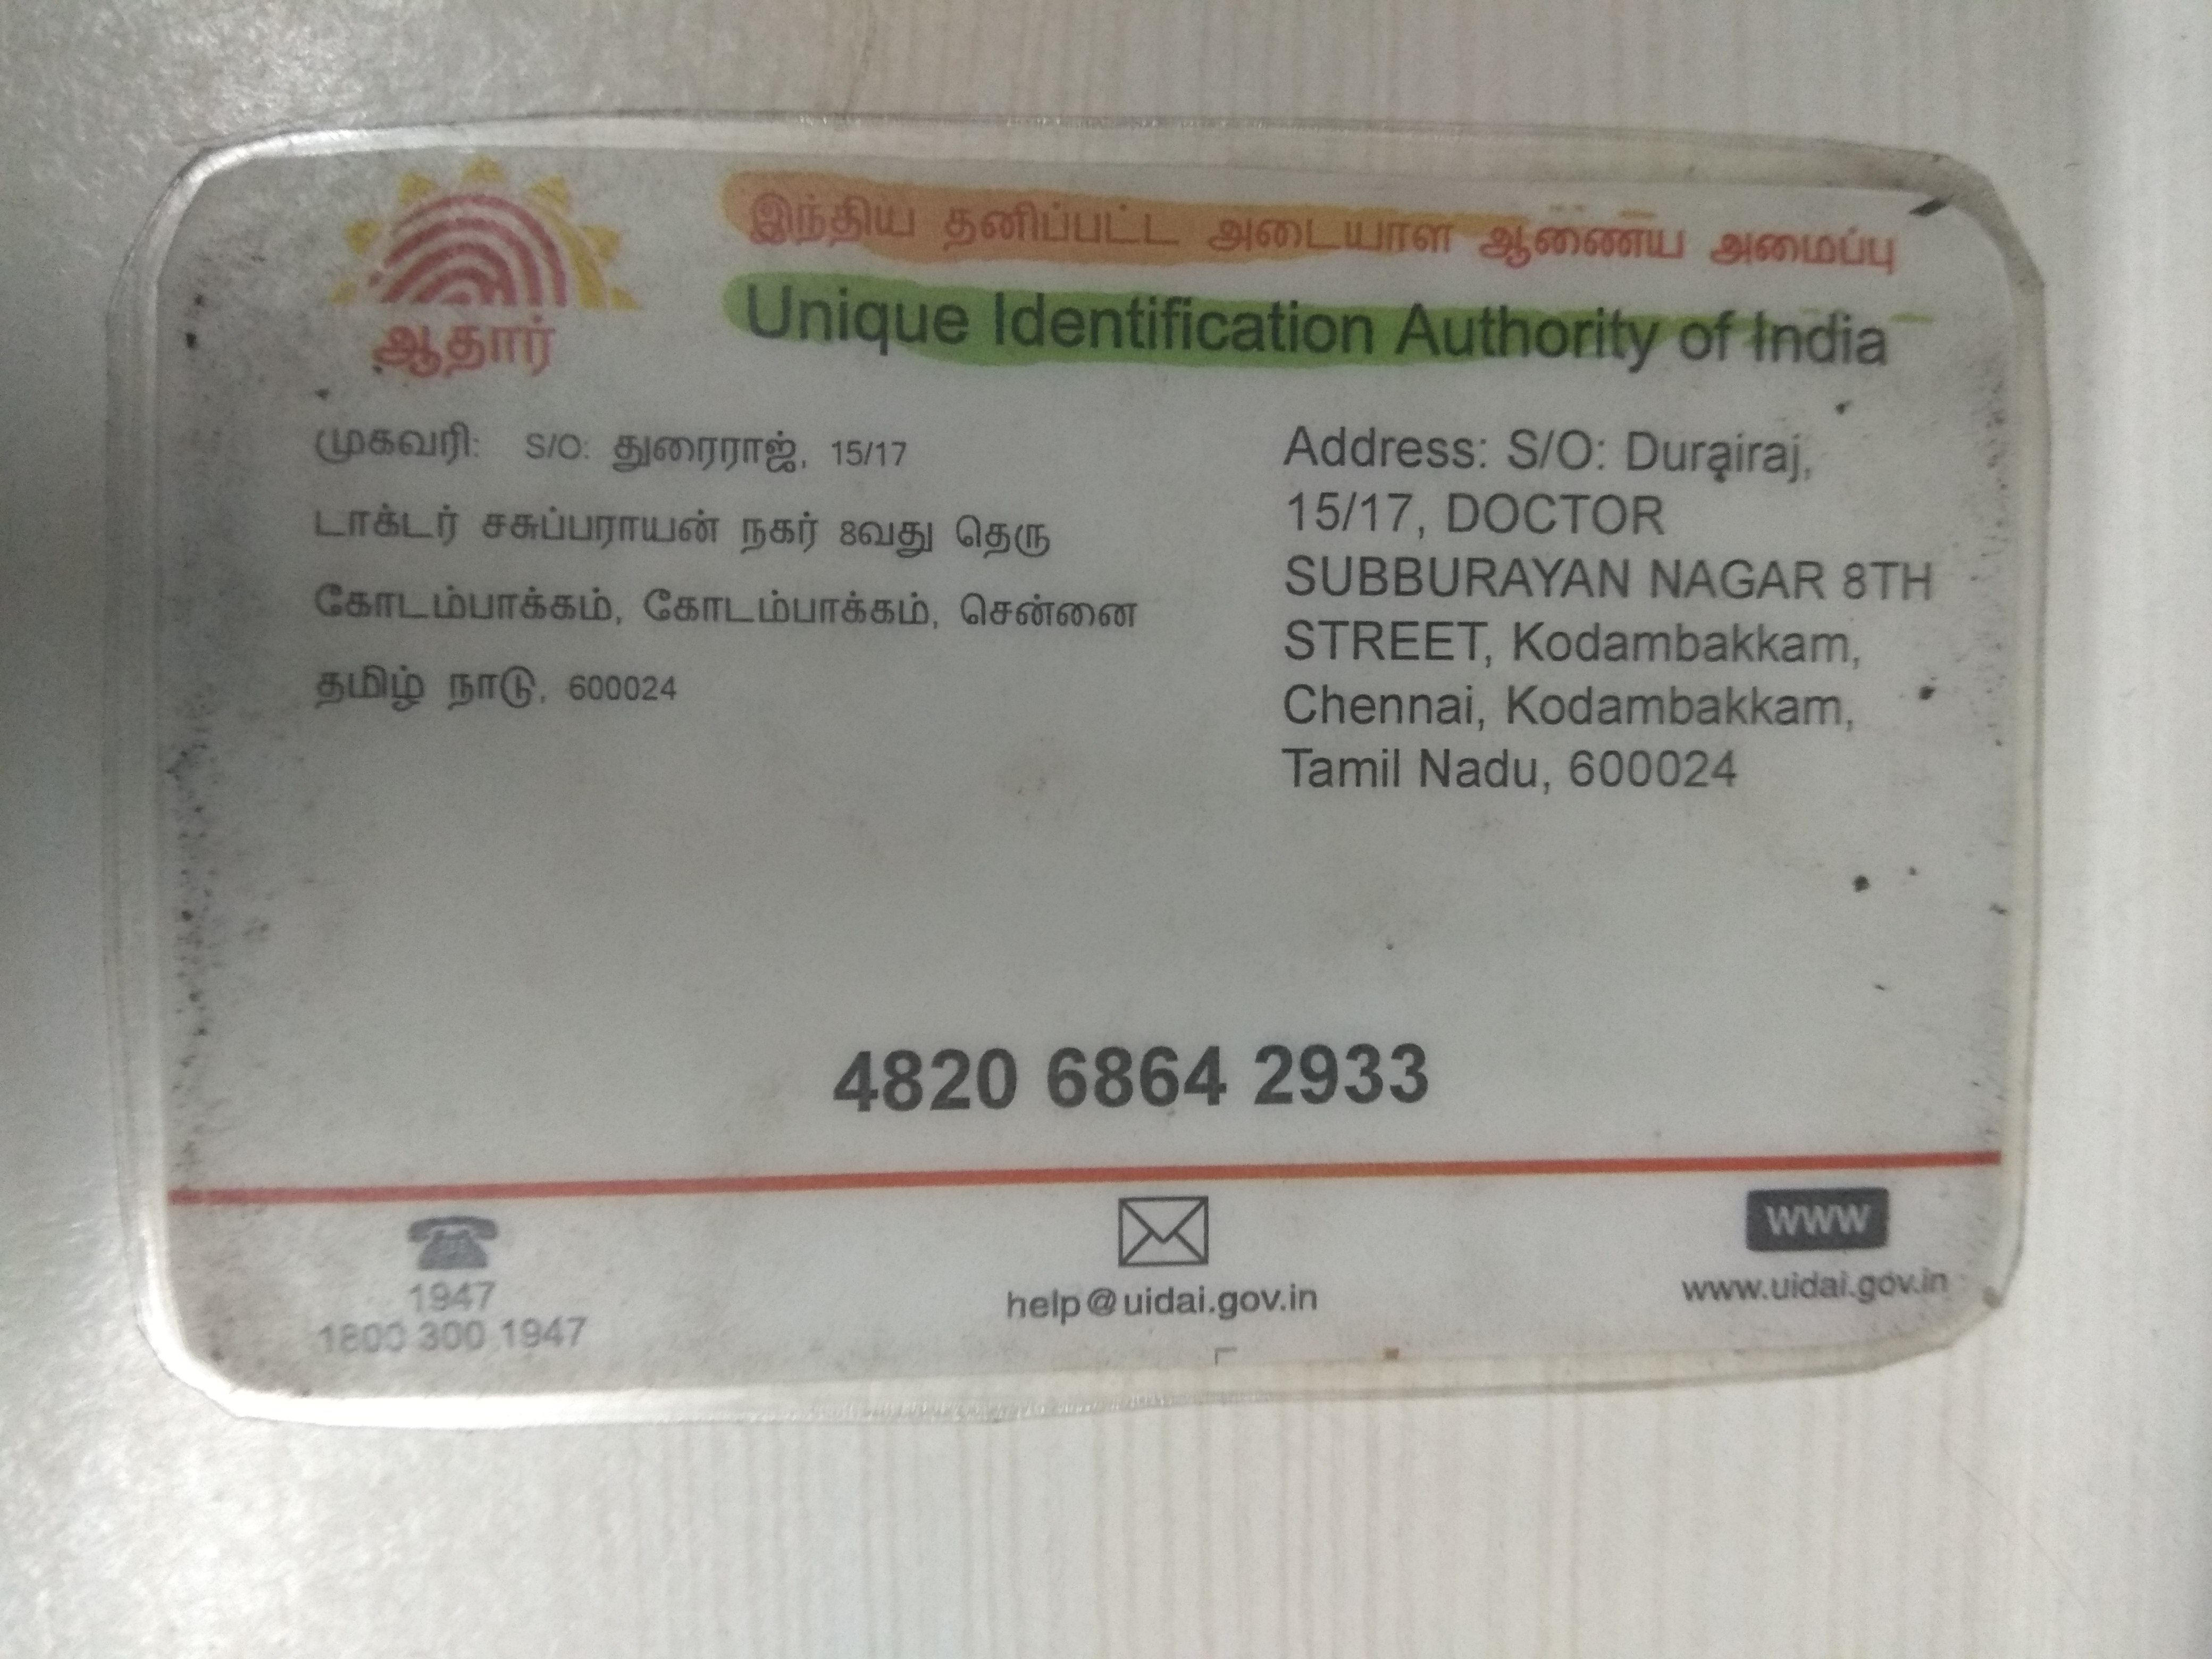 ஆதார்
இந்திய தனிப்பட்ட அடையாள ஆணைய அமைப்பு
Unique Identification Authority of India
முகவரி: S/O: துரைராஜ், 15/17
டாக்டர் சசுப்பராயன் நகர் 8வது தெரு
கோடம்பாக்கம், கோடம்பாக்கம், சென்னை
தமிழ் நாடு, 600024
Address: S/O: Durairaj,
15/17, DOCTOR
SUBBURAYAN NAGAR 8TH
STREET, Kodambakkam,
Chennai, Kodambakkam,
Tamil Nadu, 600024
4820 6864 2933
1947
1800 300 1947
help@uidai.gov.in
WWW
www.uidai.gov.in